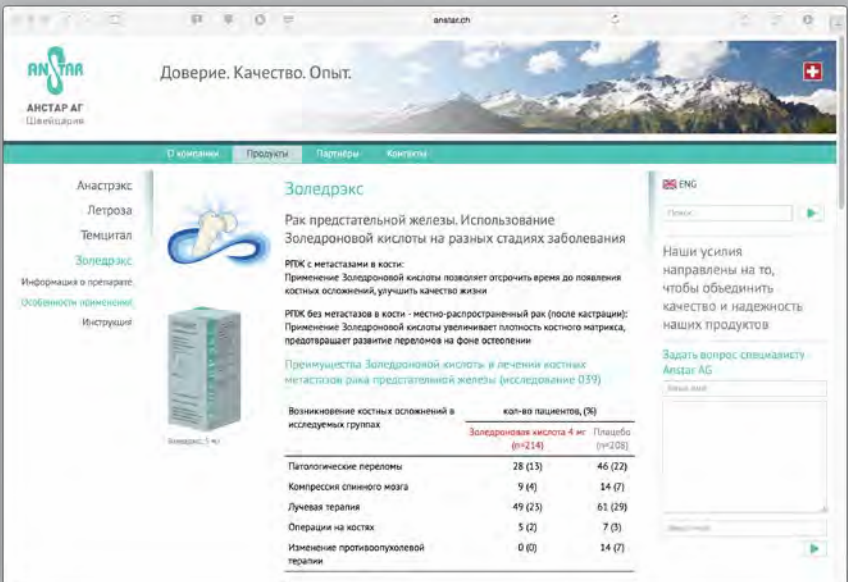 anstar.ch
ANSTAR
АНСТАР АГ
Швейцария
Доверие. Качество. Опыт.
О компании Продукты Партнёры Контакты
Анастрэкс
Летроза
Темцитал
Золедрэкс
Информация о препарате
Особенности применения
Инструкция
Золедрэкс, 5 мл
Золедрэкс
Рак предстательной железы. Использование
Золедроновой кислоты на разных стадиях заболевания
РПЖ с метастазами в кости:
Применение Золедроновой кислоты позволяет отсрочить время до появления
костных осложнений, улучшить качество
жизни
РПЖ без метастазов в кости - местно-распространенный рак (после кастрации):
Применение Золедроновой кислоты увеличивает плотность костного матрикса,
предотвращает развитие переломов на фоне остеопении
Преимущества Золедроновой кислоты в лечении костных
метастазов рака предстательной железы (исследование 039)
Возникновение костных осложнений в
исследуемых группах
кол-во пациентов, (%)
Золедроновая кислота 4 мг
(n=214)
Плацебо
(n=208)
Патологические переломы 28 (13) 46 (22)
Компрессия спинного мозга 9 (4) 14 (7)
Лучевая терапия 49 (23) 61 (29)
Операции на костях 5 (2) 7 (3)
Изменение противоопухолевой
терапии 0 (0) 14 (7)
ENG
Поиск
Наши усилия
направлены на то,
чтобы объединить
качество и надежность
наших продуктов
Задать вопрос специалисту
Anstar AG
Ваше имя